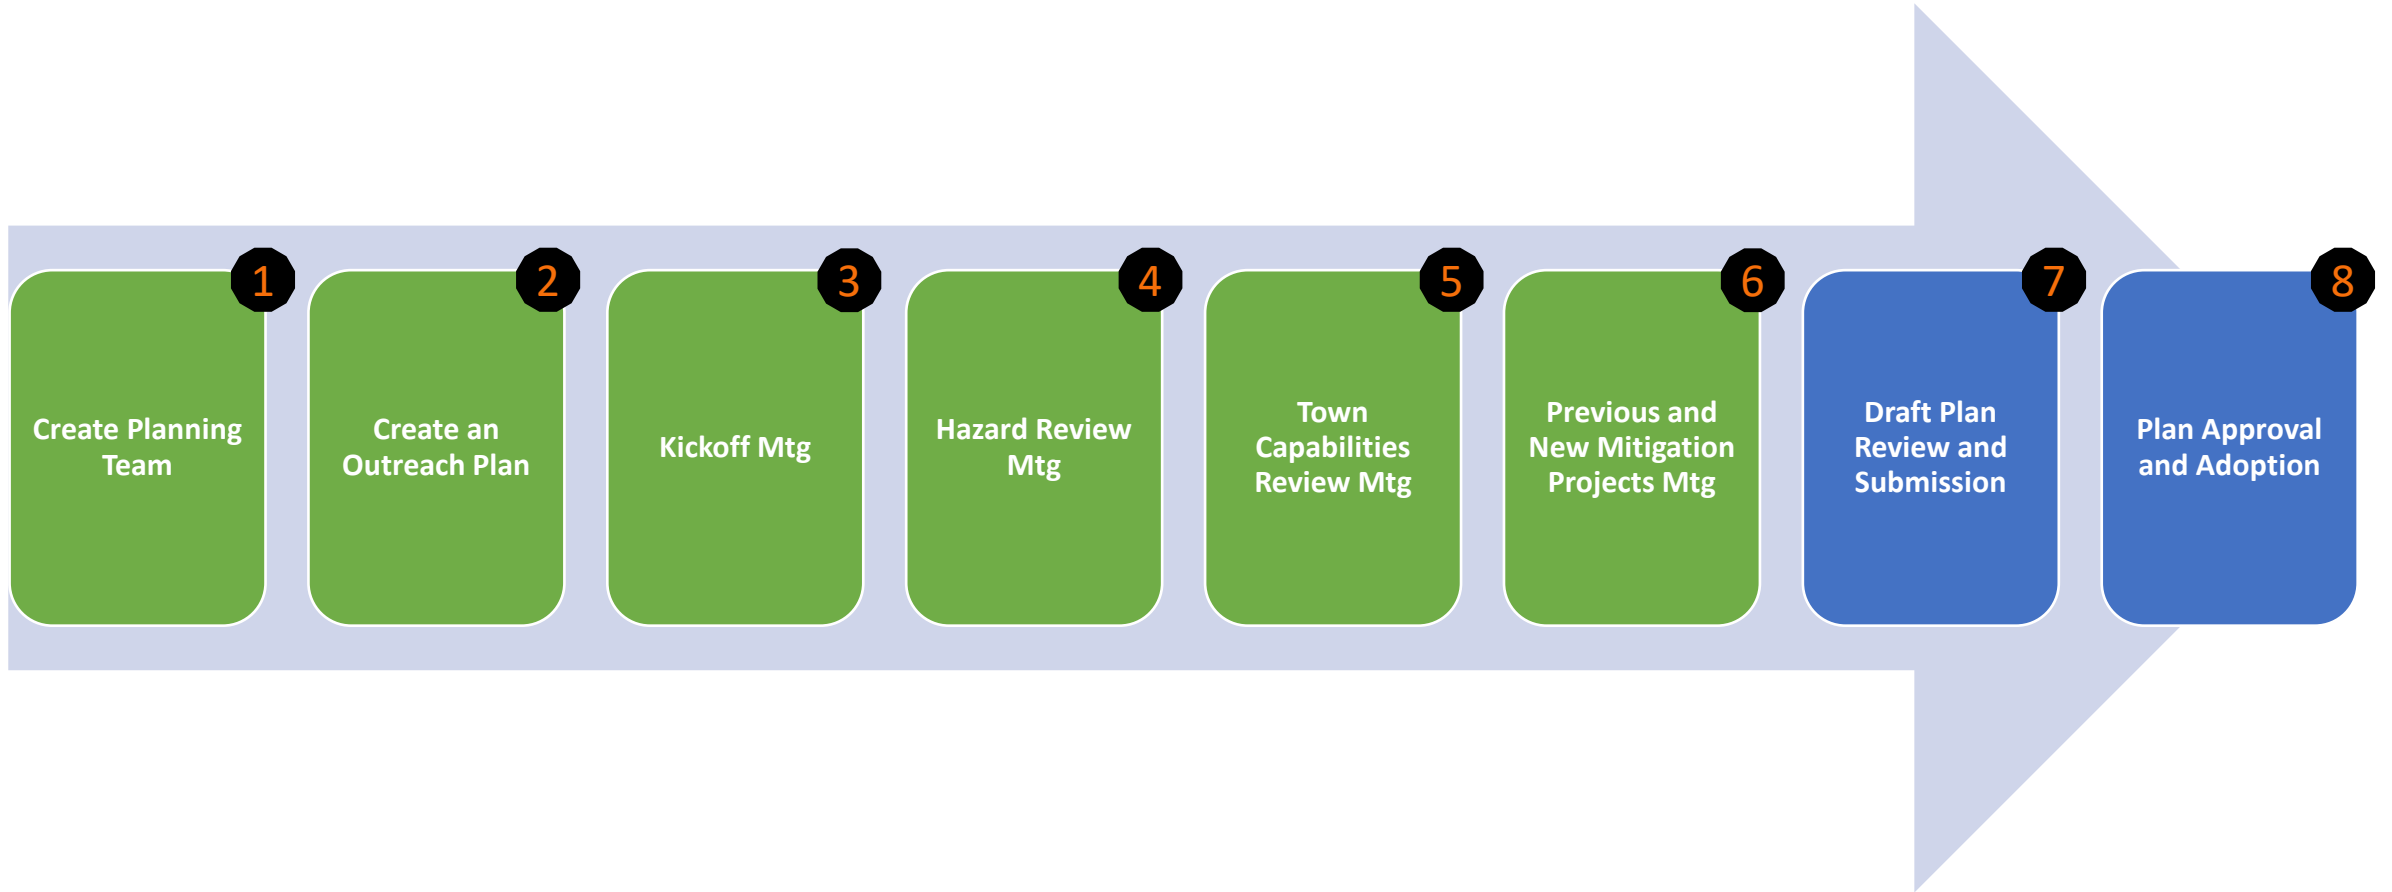 1
Create Planning
Team
2
Create an
Outreach Plan
3
Kickoff Mtg
4
Hazard Review
Mtg
5
Town
Capabilities
Review Mtg
6
Previous and
New Mitigation
Projects Mtg
7
Draft Plan
Review and
Submission
8
Plan Approval
and Adoption